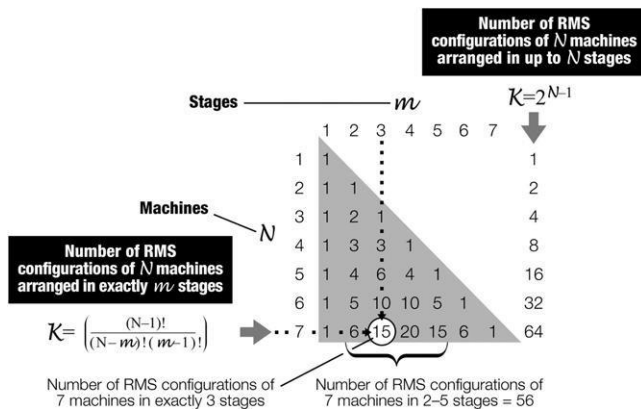 Number of RMS
configurations of N machines
arranged in up to N stages
K=2^{N–1}
Stages m
1 2 3 4 5 6 7
1 1 1
2 1 1 2
Machines
N
3 1 2 1 4
4 1 3 3 1 8
Number of RMS
configurations of N machines
arranged in exactly m stages
5 1 4 6 4 1 16
6 1 5 10 10 5 1 32
K= ((N–1)! / (N–m)!(m–1)!)
7 1 6 15 20 15 6 1 64
Number of RMS configurations of
7 machines in exactly 3 stages
Number of RMS configurations of
7 machines in 2–5 stages = 56